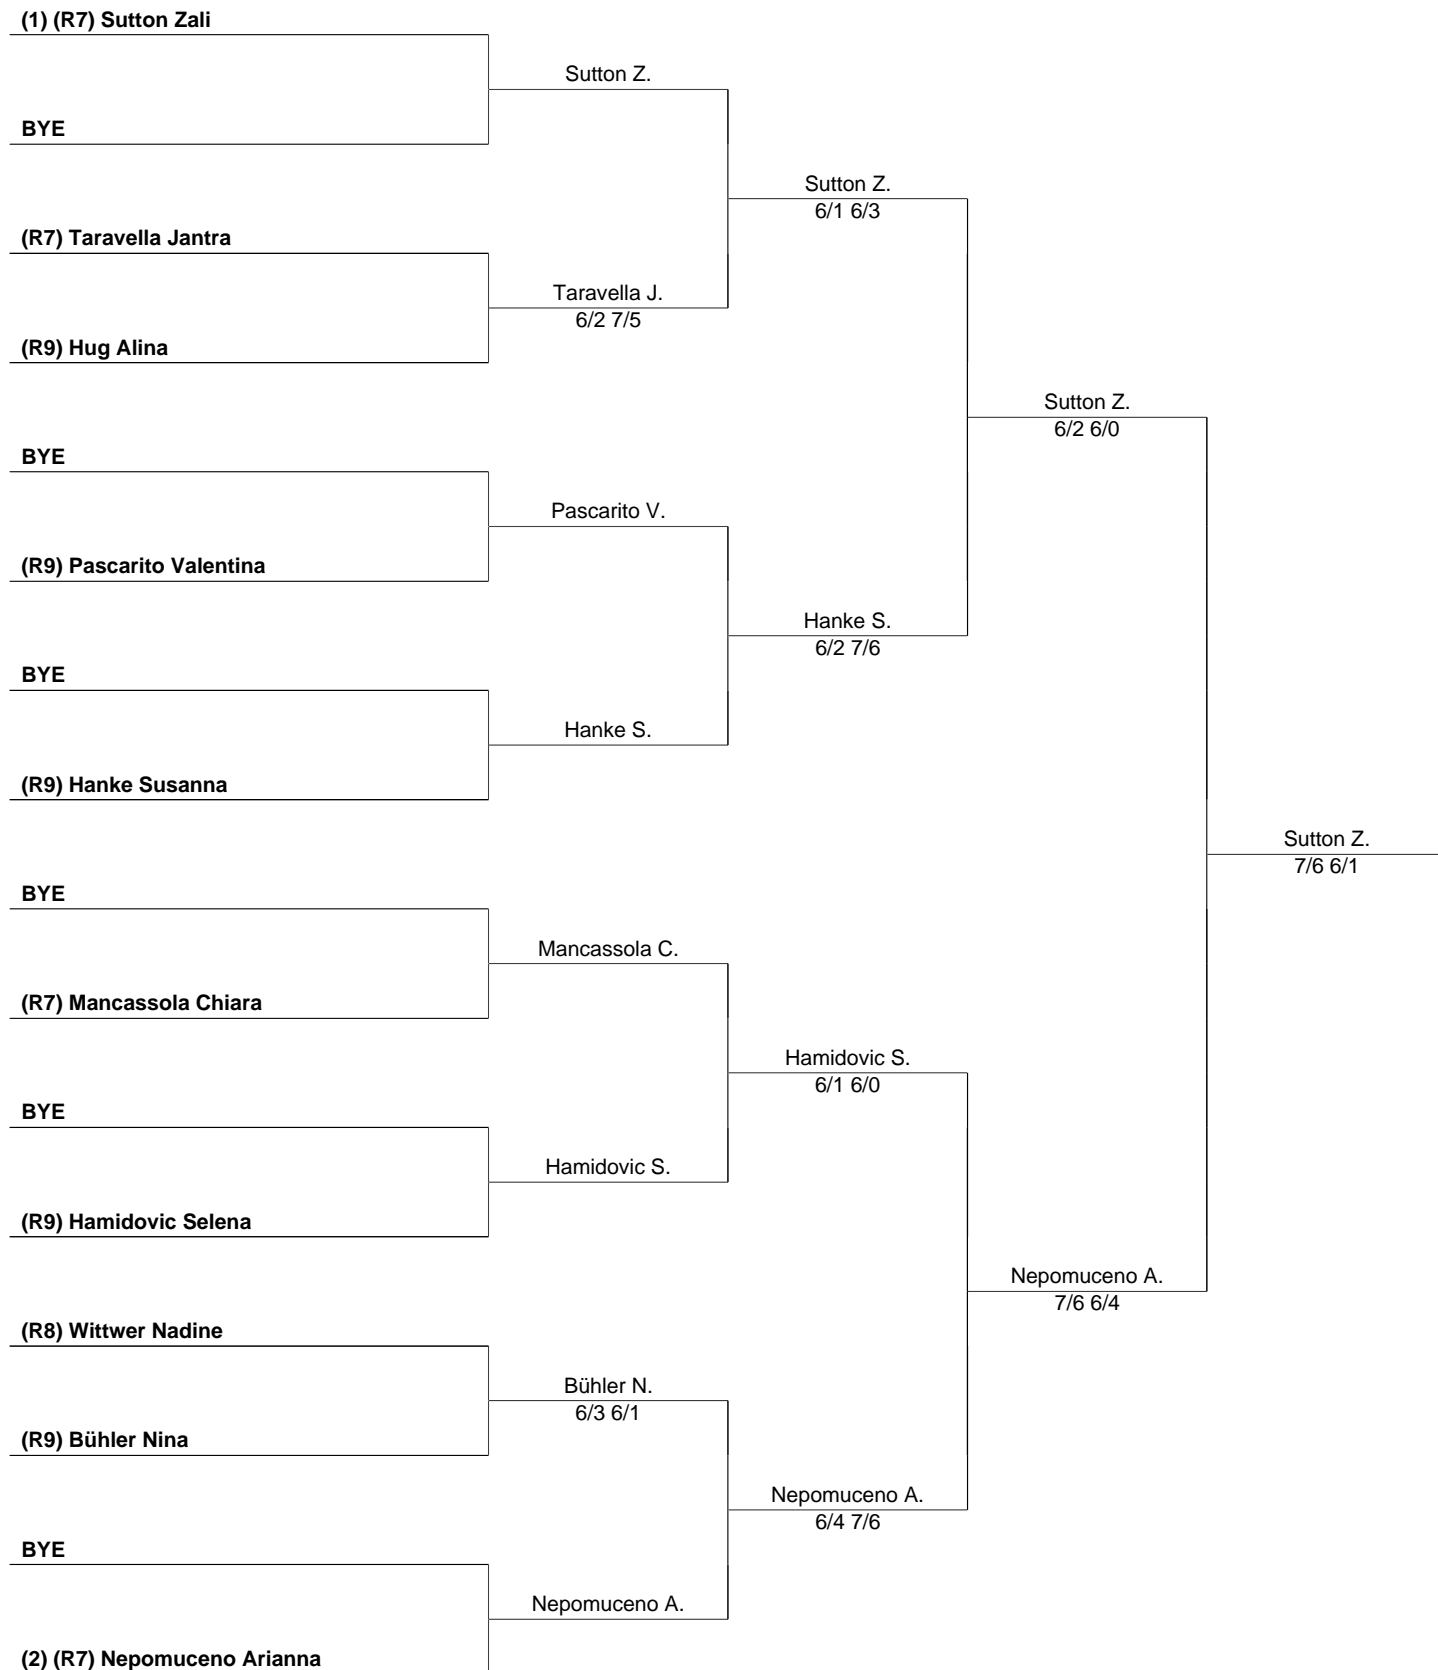 (1) (R7) Sutton Zali
Sutton Z.
BYE
Sutton Z.
6/1 6/3
(R7) Taravella Jantra
Taravella J.
6/2 7/5
(R9) Hug Alina
Sutton Z.
6/2 6/0
BYE
Pascarito V.
(R9) Pascarito Valentina
Hanke S.
6/2 7/6
BYE
Hanke S.
(R9) Hanke Susanna
Sutton Z.
7/6 6/1
BYE
Mancassola C.
(R7) Mancassola Chiara
Hamidovic S.
6/1 6/0
BYE
Hamidovic S.
(R9) Hamidovic Selena
Nepomuceno A.
7/6 6/4
(R8) Wittwer Nadine
Bühler N.
6/3 6/1
(R9) Bühler Nina
Nepomuceno A.
6/4 7/6
BYE
Nepomuceno A.
(2) (R7) Nepomuceno Arianna